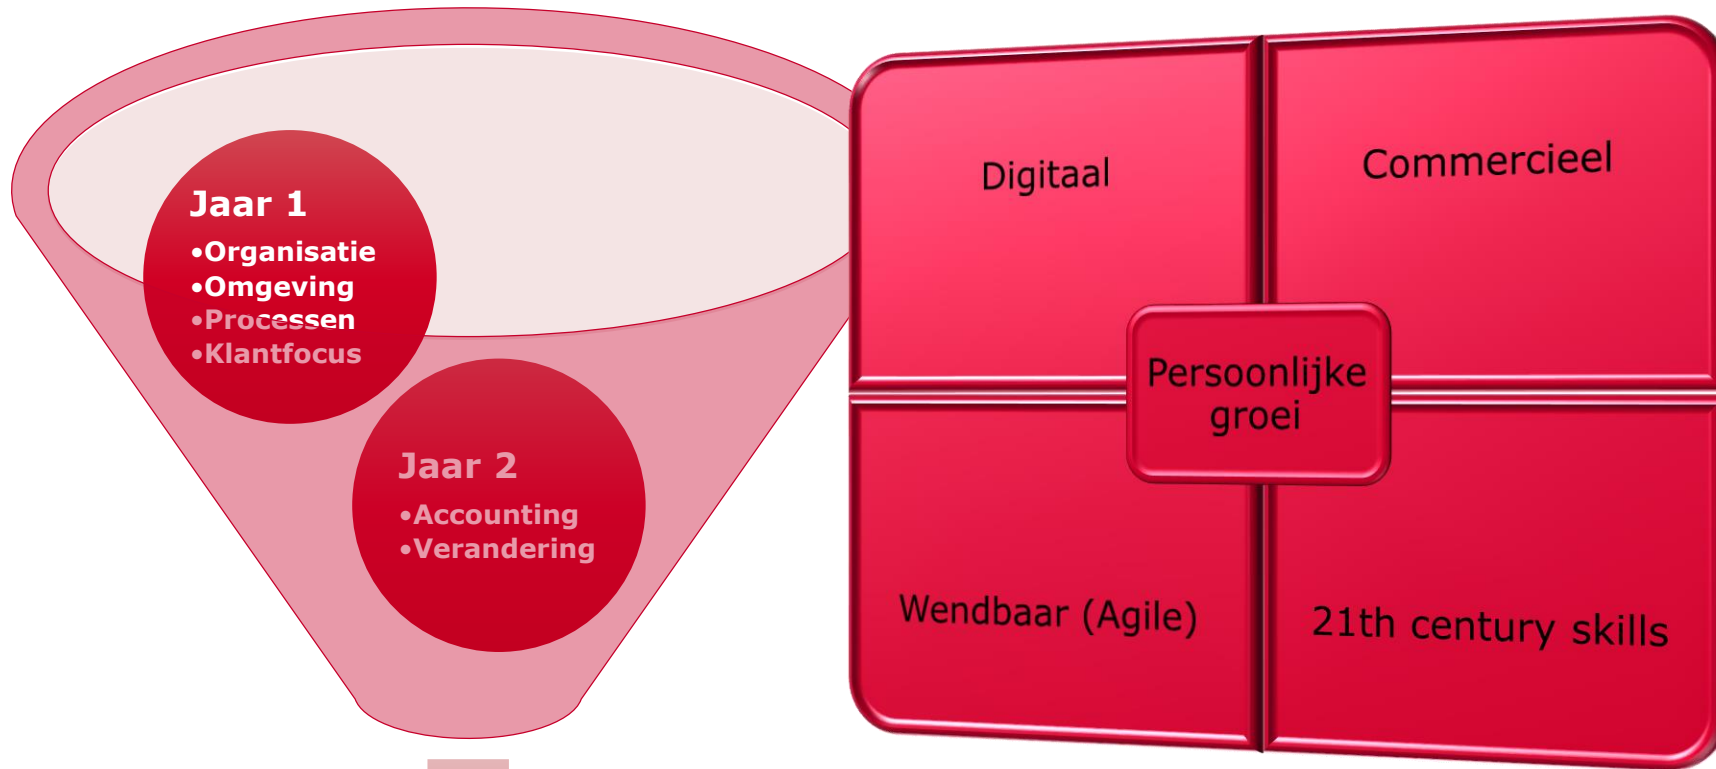 Jaar 1
•Organisatie
•Omgeving
•Processen
•Klantfocus
Jaar 2
•Accounting
•Verandering
Digitaal
Commercieel
Persoonlijke
groei
Wendbaar (Agile)
21th century skills